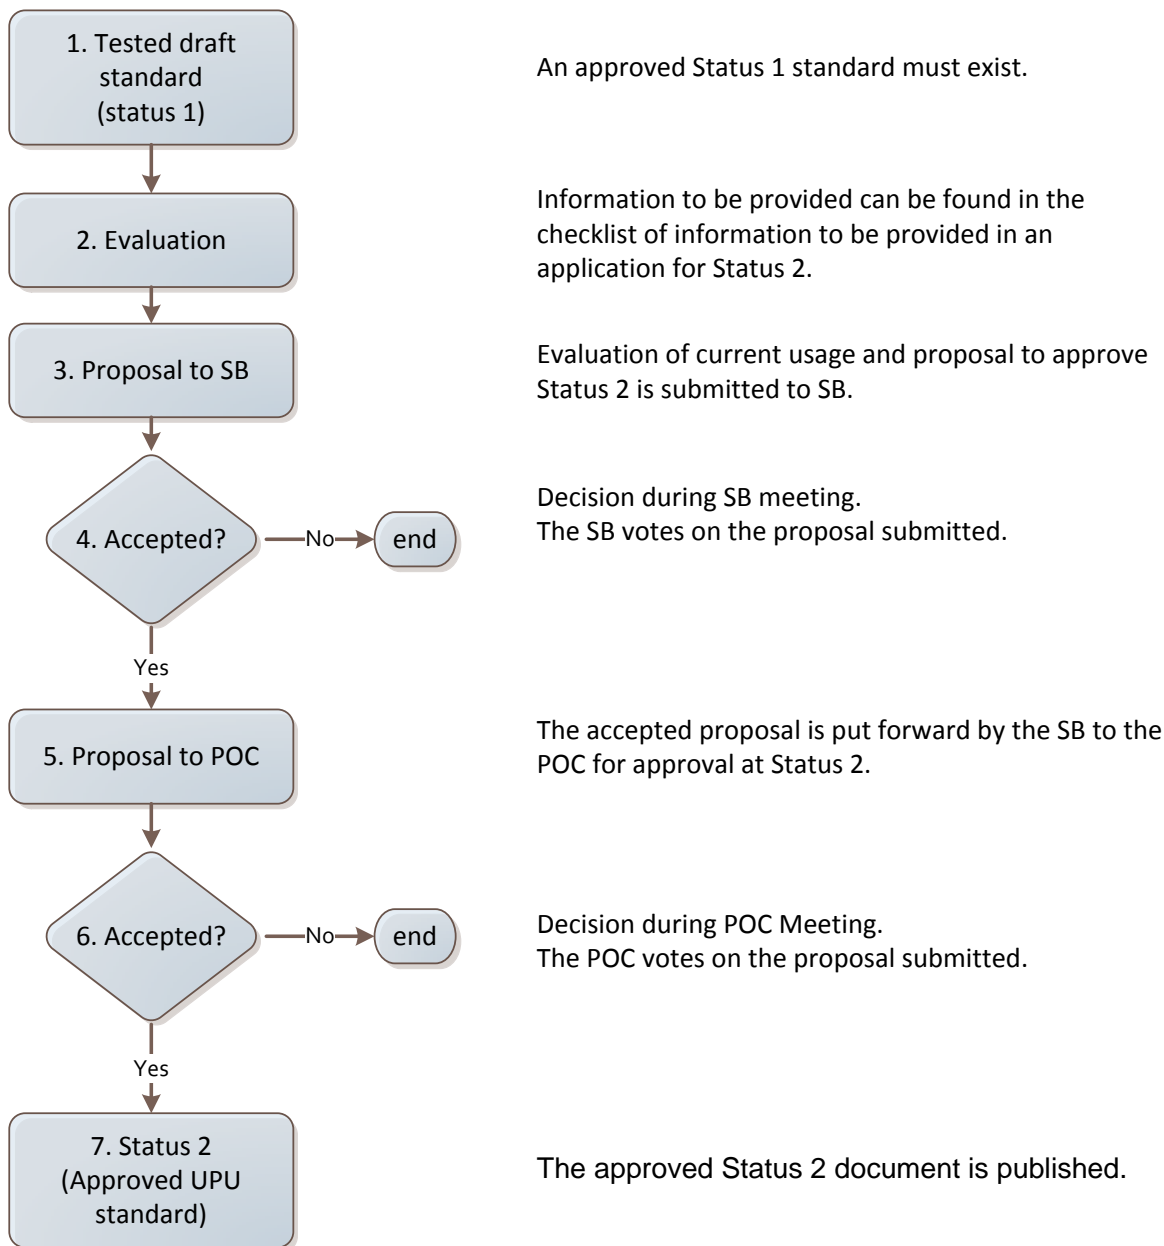 1. Tested draft
standard
(status 1)
An approved Status 1 standard must exist.
2. Evaluation
Information to be provided can be found in the
checklist of information to be provided in an
application for Status 2.
3. Proposal to SB
Evaluation of current usage and proposal to approve
Status 2 is submitted to SB.
4. Accepted?
No
end
Decision during SB meeting.
The SB votes on the proposal submitted.
Yes
5. Proposal to POC
The accepted proposal is put forward by the SB to the
POC for approval at Status 2.
6. Accepted?
No
end
Decision during POC Meeting.
The POC votes on the proposal submitted.
Yes
7. Status 2
(Approved UPU
standard)
The approved Status 2 document is published.